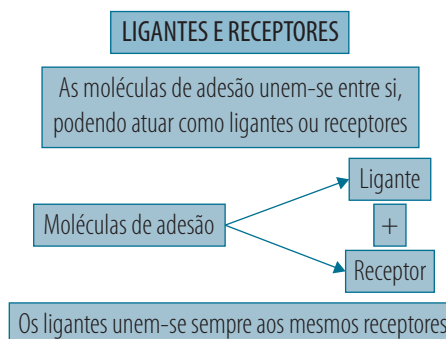 LIGANTES E RECEPTORES
As moléculas de adesão unem-se entre si,
podendo atuar como ligantes ou receptores
Ligante
Moléculas de adesão
+
Receptor
Os ligantes unem-se sempre aos mesmos receptores